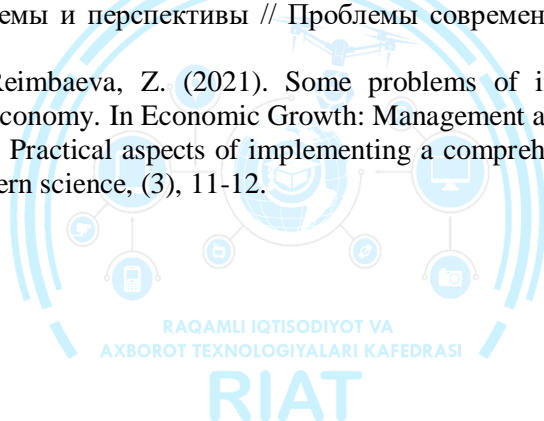 емы и перспективы // Проблемы современ
Reimbaeva, Z. (2021). Some problems of i
conomy. In Economic Growth: Management a
Practical aspects of implementing a compreh
ern science, (3), 11-12.
RAQAMLI IQTISODIYOT VA
AXBOROT TEXNOLOGIYALARI KAFEDRASI
RIAT